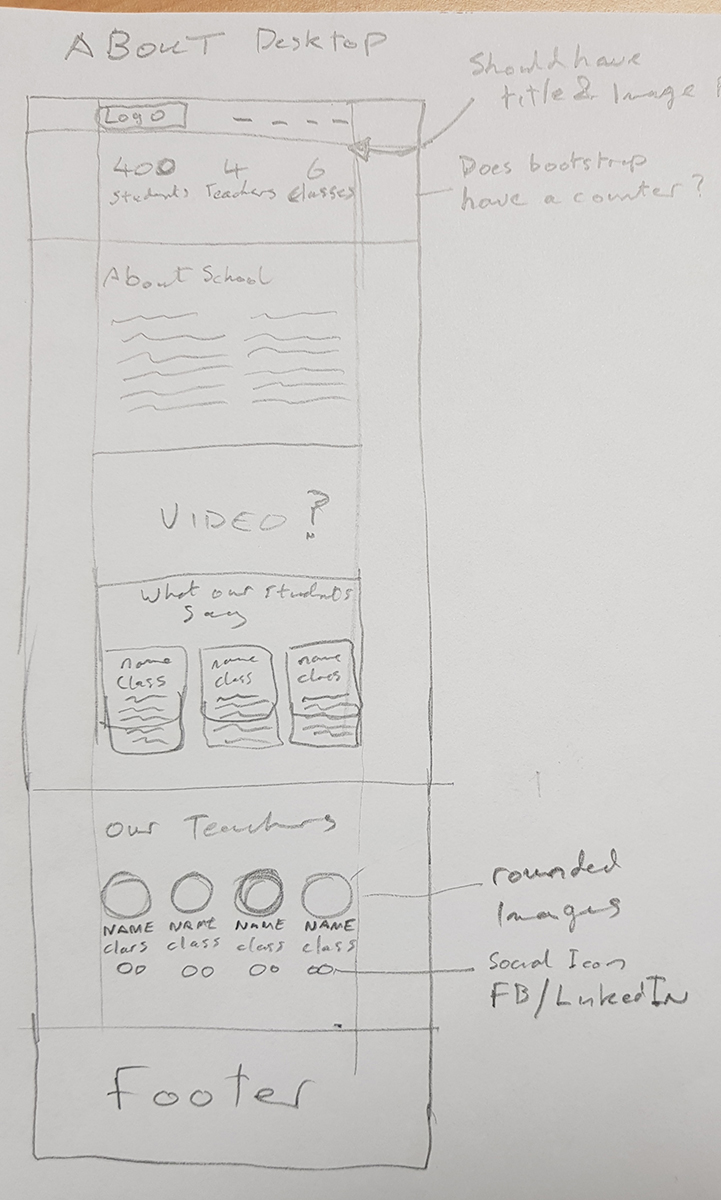 ABOUT Desktop
Should have
title & Image
Logo
400 4 6
Students Teachers Classes
Does bootstrap
have a counter?
About School
VIDEO?
What our students
Say
name name name
Class class class
Our Teachers
NAME NAME NAME NAME
class class class class
rounded
Images
Social Icon
FB/LinkedIn
Footer